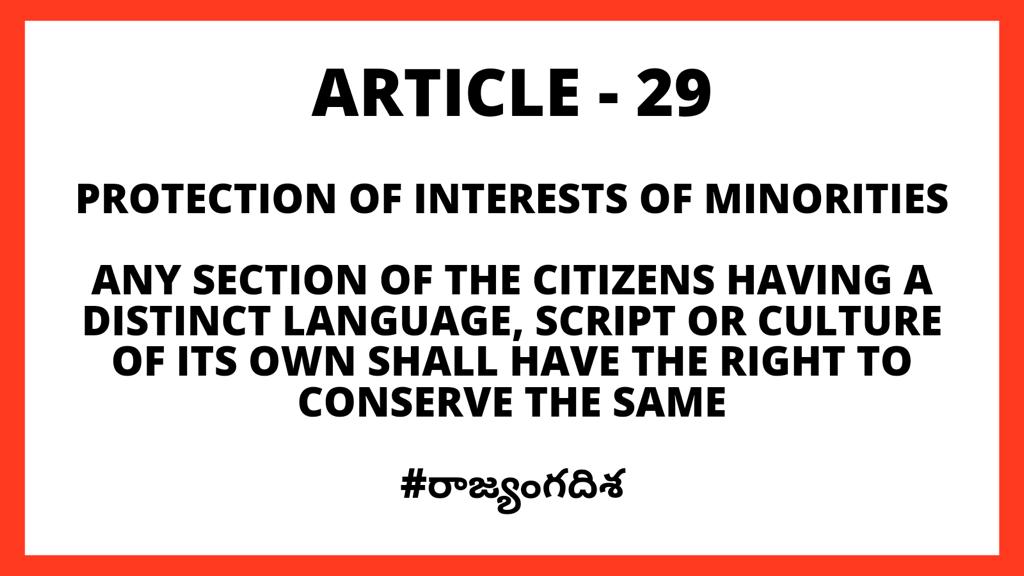 ARTICLE - 29
PROTECTION OF INTERESTS OF MINORITIES
ANY SECTION OF THE CITIZENS HAVING A
DISTINCT LANGUAGE, SCRIPT OR CULTURE
OF ITS OWN SHALL HAVE THE RIGHT TO
CONSERVE THE SAME
#రాజ్యంగదిశ